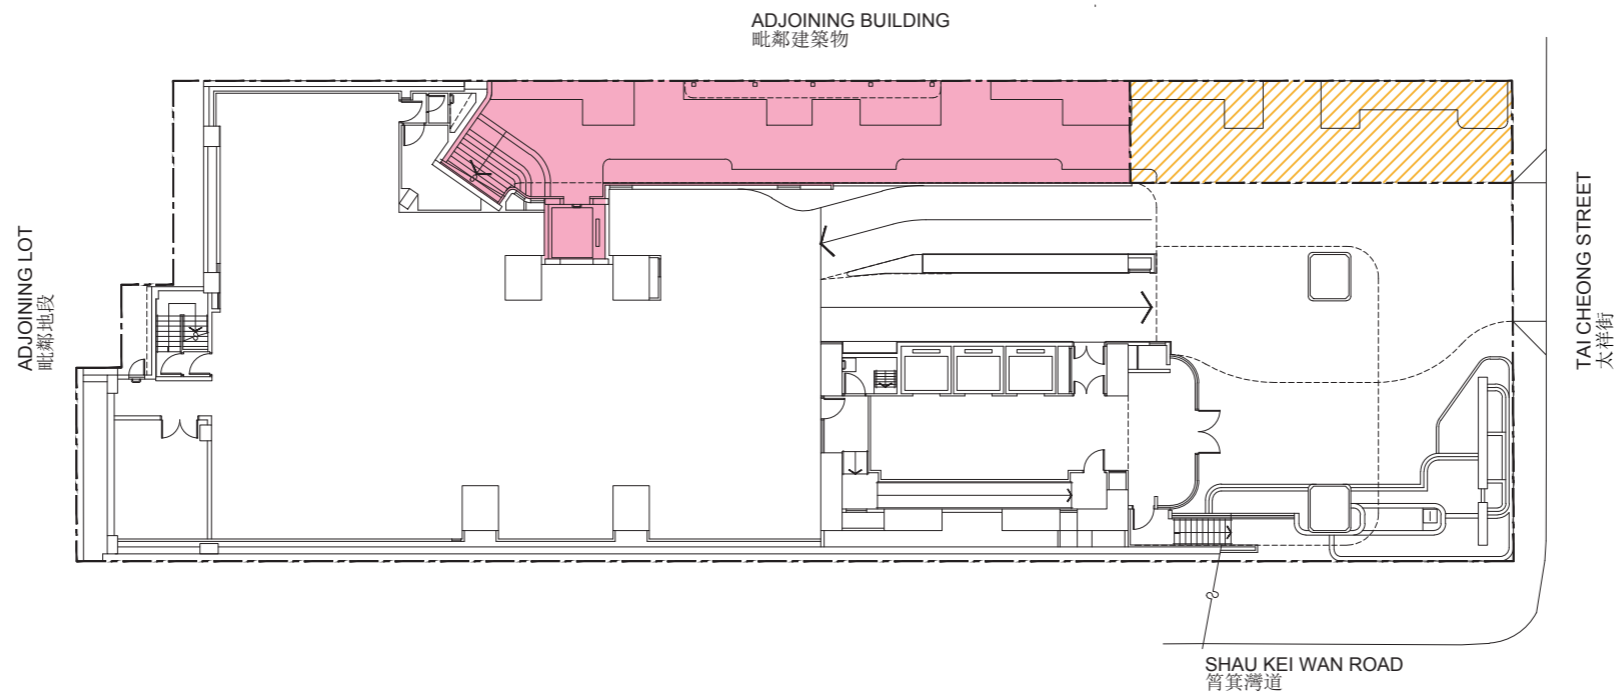 ADJOINING BUILDING
毗鄰建築物
ADJOINING LOT
毗鄰地段
TAI CHEONG STREET
太祥街
SHAU KEI WAN ROAD
筲箕灣道